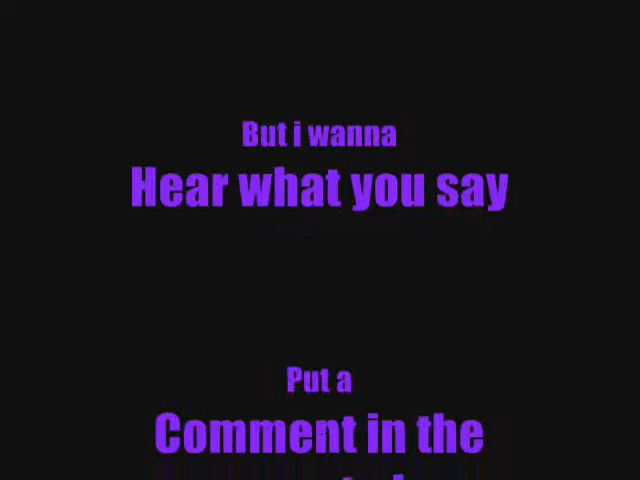 But i wanna
Hear what you say
Put a
Comment in the